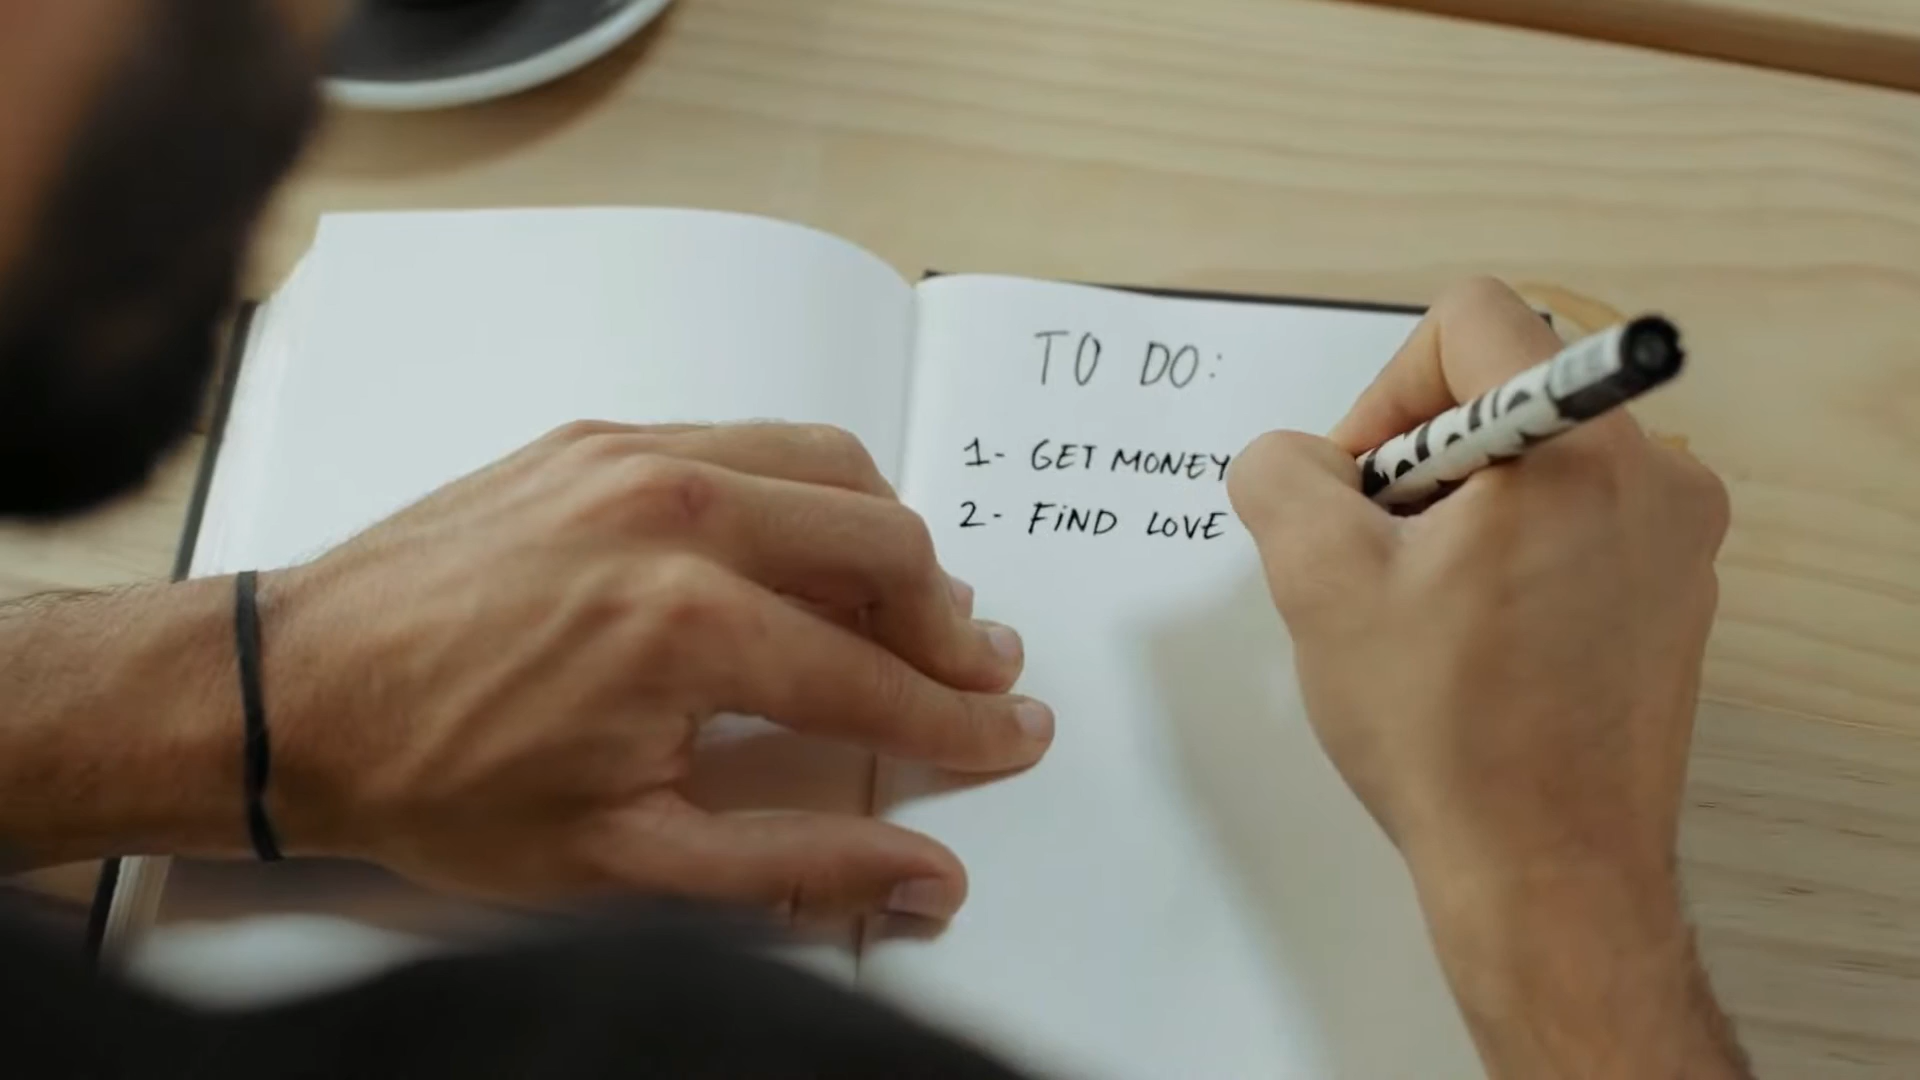 TO DO:
1- GET MONEY
2- FiND LOVE